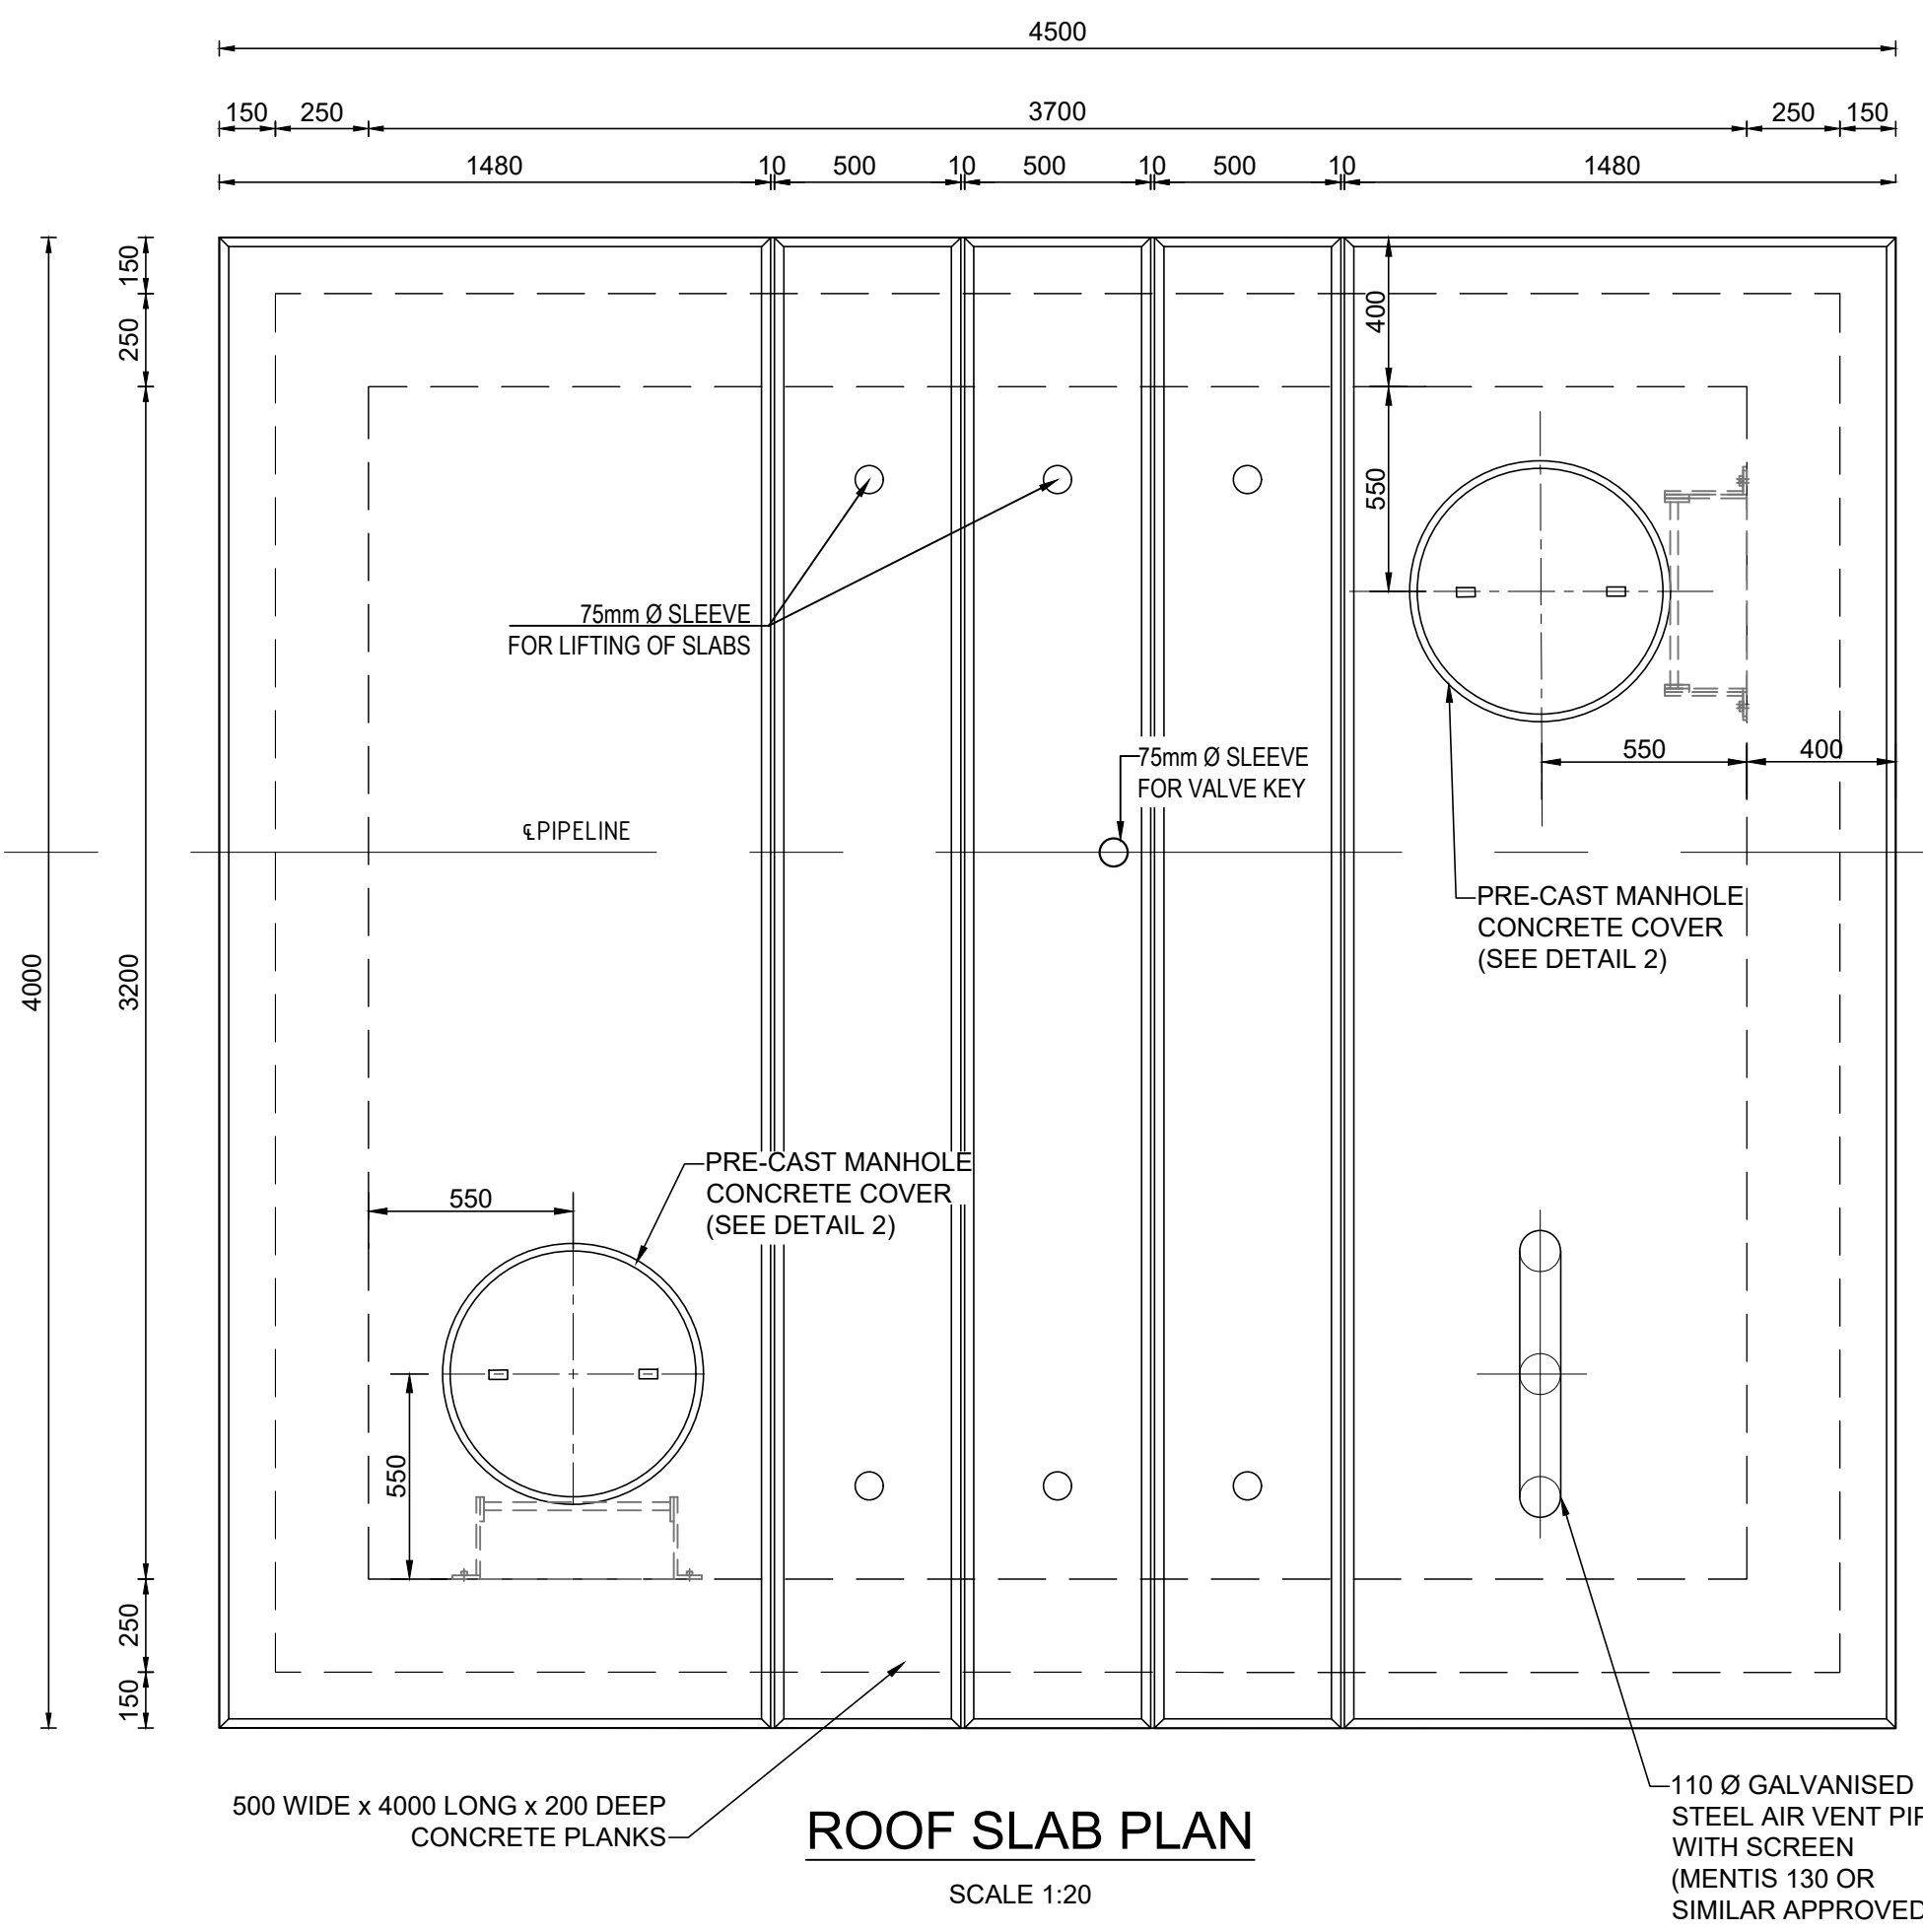 4500
150 250 3700 250 150
1480 10 500 10 500 10 500 10 1480
150
250
3200
4000
250
150
400
550
75mm Ø SLEEVE
FOR LIFTING OF SLABS
75mm Ø SLEEVE
FOR VALVE KEY
550 400
℄ PIPELINE
PRE-CAST MANHOLE
CONCRETE COVER
(SEE DETAIL 2)
PRE-CAST MANHOLE
CONCRETE COVER
(SEE DETAIL 2)
550
550
500 WIDE x 4000 LONG x 200 DEEP
CONCRETE PLANKS
ROOF SLAB PLAN
SCALE 1:20
110 Ø GALVANISED
STEEL AIR VENT
WITH SCREEN
(MENTIS 130 OR
SIMILAR APPROVED